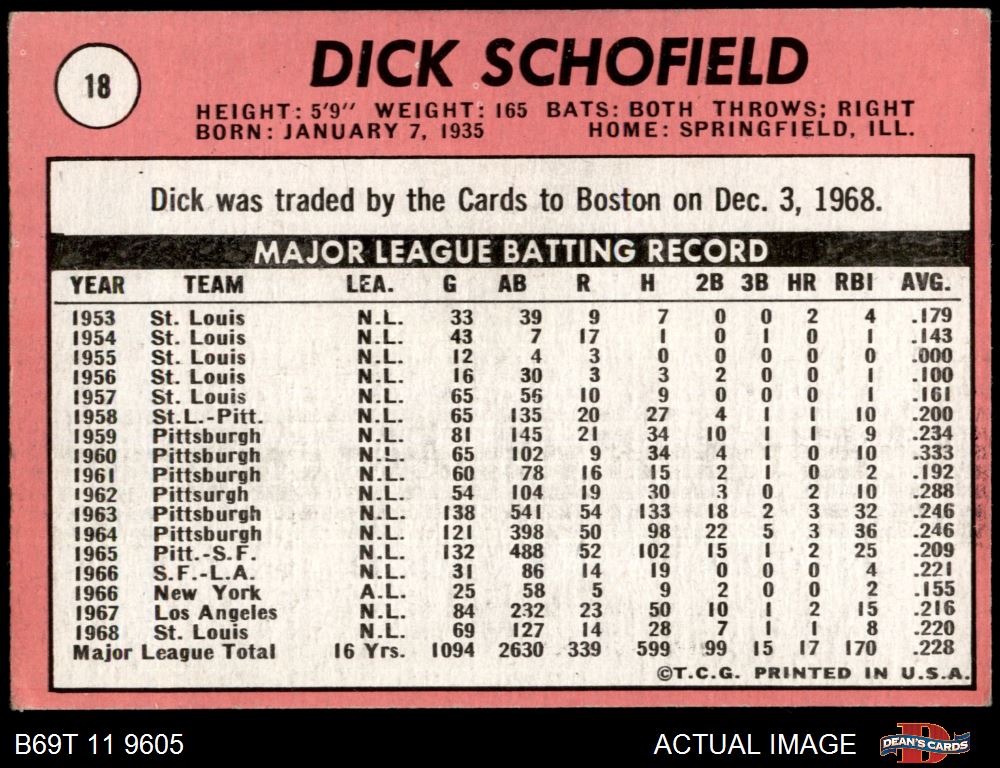 18
DICK SCHOFIELD
HEIGHT: 5'9" WEIGHT: 165 BATS: BOTH THROWS; RIGHT
BORN: JANUARY 7, 1935 HOME: SPRINGFIELD, ILL.
Dick was traded by the Cards to Boston on Dec. 3, 1968.
MAJOR LEAGUE BATTING RECORD
YEAR TEAM LEA. G AB R H 2B 3B HR RBI AVG.
1953 St. Louis N.L. 33 39 9 7 0 0 2 4 .179
1954 St. Louis N.L. 43 7 17 1 0 1 0 1 .143
1955 St. Louis N.L. 12 4 3 0 0 0 0 0 .000
1956 St. Louis N.L. 16 30 3 3 2 0 0 1 .100
1957 St. Louis N.L. 65 56 10 9 0 0 0 1 .161
1958 St.L.-Pitt. N.L. 65 135 20 27 4 1 1 10 .200
1959 Pittsburgh N.L. 81 145 21 34 10 1 1 9 .234
1960 Pittsburgh N.L. 65 102 9 34 4 1 0 10 .333
1961 Pittsburgh N.L. 60 78 16 15 2 1 0 2 .192
1962 Pittsurgh N.L. 54 104 19 30 3 0 2 10 .288
1963 Pittsburgh N.L. 138 541 54 133 18 2 3 32 .246
1964 Pittsburgh N.L. 121 398 50 98 22 5 3 36 .246
1965 Pitt.-S.F. N.L. 132 488 52 102 15 1 2 25 .209
1966 S.F.-L.A. N.L. 31 86 14 19 0 0 0 4 .221
1966 New York A.L. 25 58 5 9 2 0 0 2 .155
1967 Los Angeles N.L. 84 232 23 50 10 1 2 15 .216
1968 St. Louis N.L. 69 127 14 28 7 1 1 8 .220
Major League Total 16 Yrs. 1094 2630 339 599 99 15 17 170 .228
©T.C.G. PRINTED IN U.S.A.
B69T 11 9605 ACTUAL IMAGE DEAN'S CARDS